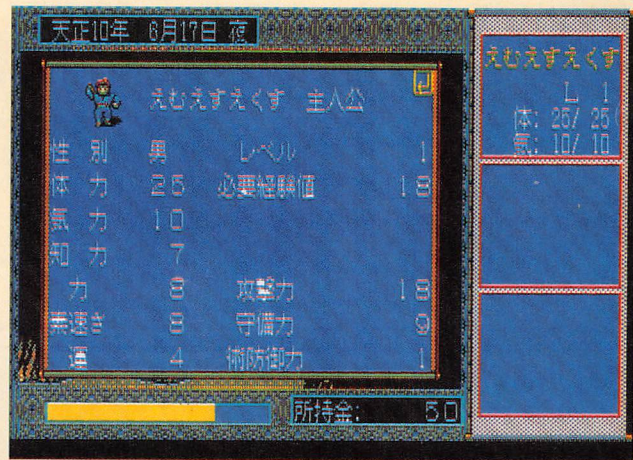 天正10年 6月17日 夜
えむえすえくす 主人公
性別 男 レベル 1
体力 25 必要経験値 18
気力 10
知力 7
力 8 攻撃力 18
素速さ 8 守備力 9
運 4 術防御力 1
所持金: 50
えむえすえくす
L 1
体: 25/ 25
氣: 10/ 10